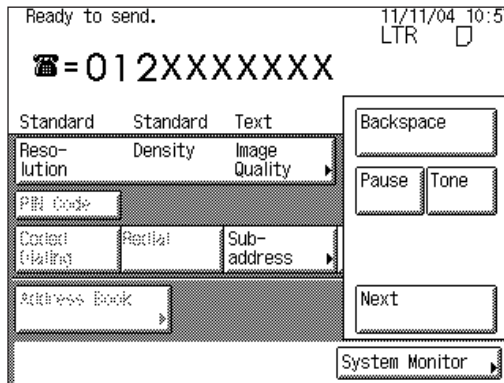 Ready to send.
11/11/04 10:5
LTR
☎=012XXXXXXX
Standard Standard Text
Reso-
lution
Density
Image
Quality
PIN Code
Coded
Dialing
Redial
Sub-
address
Address Book
Backspace
Pause
Tone
Next
System Monitor